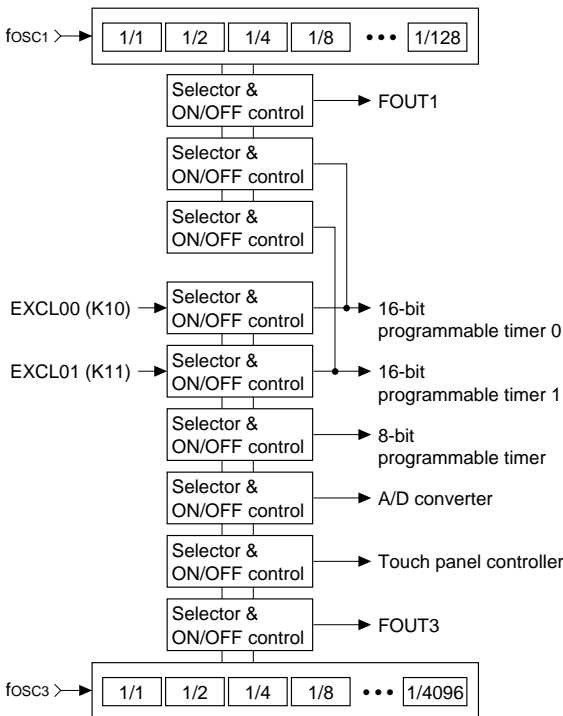 fOSC1
1/1 1/2 1/4 1/8 ••• 1/128
Selector &
ON/OFF control
FOUT1
Selector &
ON/OFF control
Selector &
ON/OFF control
EXCL00 (K10)
Selector &
ON/OFF control
16-bit
programmable timer 0
EXCL01 (K11)
Selector &
ON/OFF control
16-bit
programmable timer 1
Selector &
ON/OFF control
8-bit
programmable timer
Selector &
ON/OFF control
A/D converter
Selector &
ON/OFF control
Touch panel controller
Selector &
ON/OFF control
FOUT3
fOSC3
1/1 1/2 1/4 1/8 ••• 1/4096